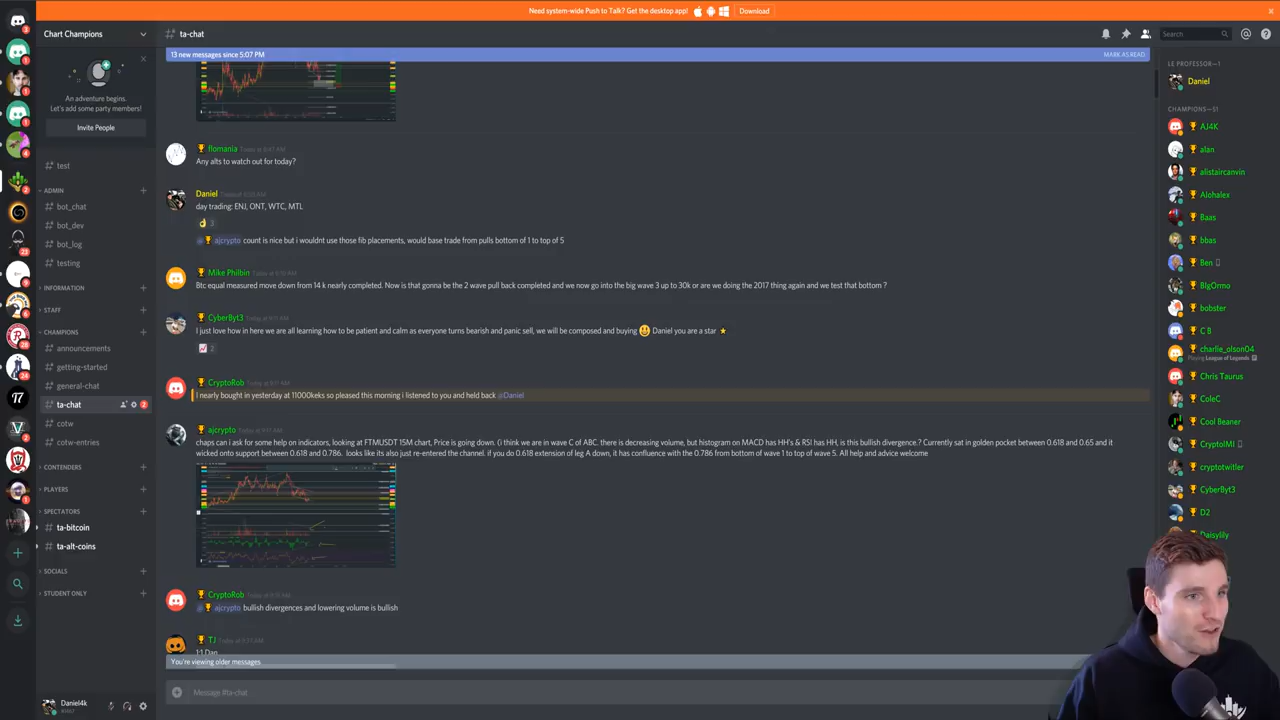 Need system-wide Push to Talk? Get the desktop app!
Download
Chart Champions
# ta-chat
Search
13 new messages since 5:07 PM
MARK AS READ
An adventure begins.
Let's add some party members!
Invite People
# test
ADMIN
# bot_chat
# bot_dev
# bot_log
# testing
INFORMATION
STAFF
CHAMPIONS
# announcements
# getting-started
# general-chat
# ta-chat
2
# cotw
# cotw-entries
CONTENDERS
PLAYERS
SPECTATORS
# ta-bitcoin
# ta-alt-coins
SOCIALS
STUDENT ONLY
Daniel4k
flomania
Any alts to watch out for today?
Daniel
day trading: ENJ, ONT, WTC, MTL
3
@ ajcrypto count is nice but i wouldnt use those fib placements, would base trade from pulls bottom of 1 to top of 5
Mike Philbin
Btc equal measured move down from 14 k nearly completed. Now is that gonna be the 2 wave pull back completed and we now go into the big wave 3 up to 30k or are we doing the 2017 thing again and we test that bottom ?
CyberByt3
I just love how in here we are all learning how to be patient and calm as everyone turns bearish and panic sell, we will be composed and buying Daniel you are a star
2
CryptoRob
I nearly bought in yesterday at 11000keks so pleased this morning i listened to you and held back @Daniel
ajcrypto
chaps can i ask for some help on indicators, looking at FTMUSDT 15M chart, Price is going down. (i think we are in wave C of ABC. there is decreasing volume, but histogram on MACD has HH's & RSI has HH, is this bullish divergence.? Currently sat in golden pocket between 0.618 and 0.65 and it
wicked onto support between 0.618 and 0.786. looks like its also just re-entered the channel. if you do 0.618 extension of leg A down, it has confluence with the 0.786 from bottom of wave 1 to top of wave 5. All help and advice welcome
CryptoRob
@ ajcrypto bullish divergences and lowering volume is bullish
TJ
1:1 Dan
You're viewing older messages
Message #ta-chat
LE PROFESSOR—1
Daniel
CHAMPIONS—51
AJ4K
alan
alistaircanvin
Alohalex
Baas
bbas
Ben
BigOrmo
bobster
C B
charlie_olson04
Playing League of Legends
Chris Taurus
ColeC
Cool Beaner
CryptoIMI
cryptotwitler
CyberByt3
D2
Daisylily